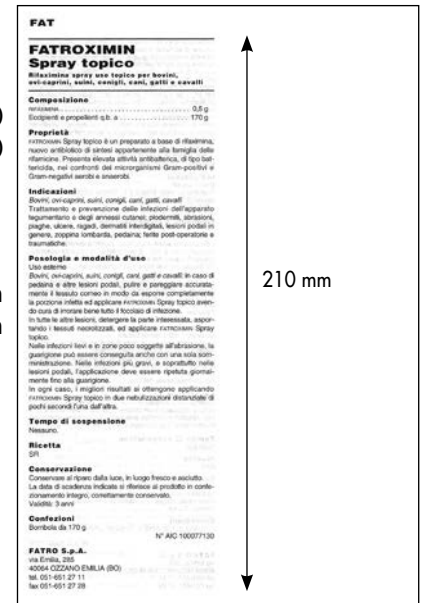 FAT
FATROXIMIN
Spray topico
Rifaximina spray uso topico per bovini,
ovi-caprini, suini, conigli, cani, gatti e cavalli
Composizione
RIFAXIMINA 0,5 g
Eccipienti e propellenti q.b. a 170 g
Proprietà
FATROXIMIN Spray topico è un preparato a base di rifaximina,
nuovo antibiotico di sintesi appartenente alla famiglia delle
rifamicine. Presenta elevata attività antibatterica, di tipo bat-
tericida, nei confronti dei microrganismi Gram-positivi e
Gram-negativi aerobi e anaerobi.
Indicazioni
Bovini, ovi-caprini, suini, conigli, cani, gatti, cavalli
Trattamento e prevenzione delle infezioni dell'apparato
tegumentario e degli annessi cutanei, piodermiti, abrasioni,
piaghe, ulcere, ragadi, dermatiti interdigitali, lesioni podali in
genere, zoppina lombarda, pedaina; ferite post-operatorie e
traumatiche.
Posologia e modalità d'uso
Uso esterno
Bovini, ovi-caprini, suini, conigli, cani, gatti e cavalli: in caso di
pedaina e altre lesioni podali, pulire e pareggiare accurata-
mente il tessuto corneo in modo da esporre completamente
la porzione infetta ed applicare FATROXIMIN Spray topico aven-
do cura di irrorare bene tutto il focolaio di infezione.
In tutte le altre lesioni, detergere la parte interessata, aspor-
tando i tessuti necrotizzati, ed applicare FATROXIMIN Spray
topico.
Nelle infezioni lievi e in zone poco soggette all'abrasione, la
guarigione può essere conseguita anche con una sola som-
ministrazione. Nelle infezioni più gravi, e soprattutto nelle
lesioni podali, l'applicazione deve essere ripetuta giornal-
mente fino alla guarigione.
In ogni caso, i migliori risultati si ottengono applicando
FATROXIMIN Spray topico in due nebulizzazioni distanziate di
pochi secondi l'una dall'altra.
Tempo di sospensione
Nessuno.
Ricetta
SR
Conservazione
Conservare al riparo dalla luce, in luogo fresco e asciutto.
La data di scadenza indicata si riferisce al prodotto in confe-
zionamento integro, correttamente conservato.
Validità: 3 anni
Confezioni
Bombola da 170 g
N° AIC 100077130
FATRO S.p.A.
via Emilia, 285
40064 OZZANO EMILIA (BO)
tel. 051-651 27 11
fax 051-651 27 28
210 mm